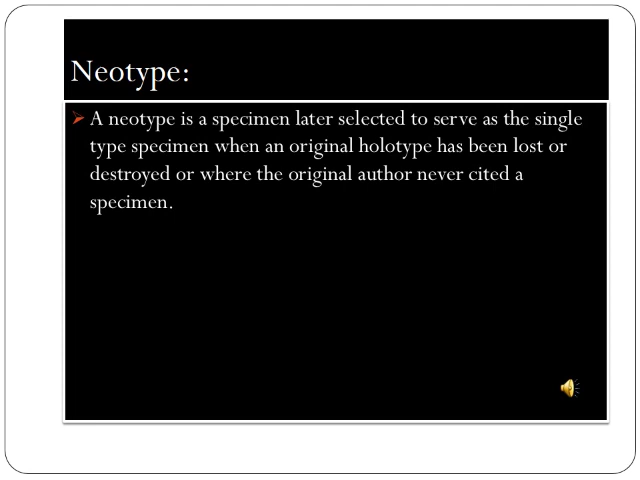 Neotype:
A neotype is a specimen later selected to serve as the single
type specimen when an original holotype has been lost or
destroyed or where the original author never cited a
specimen.